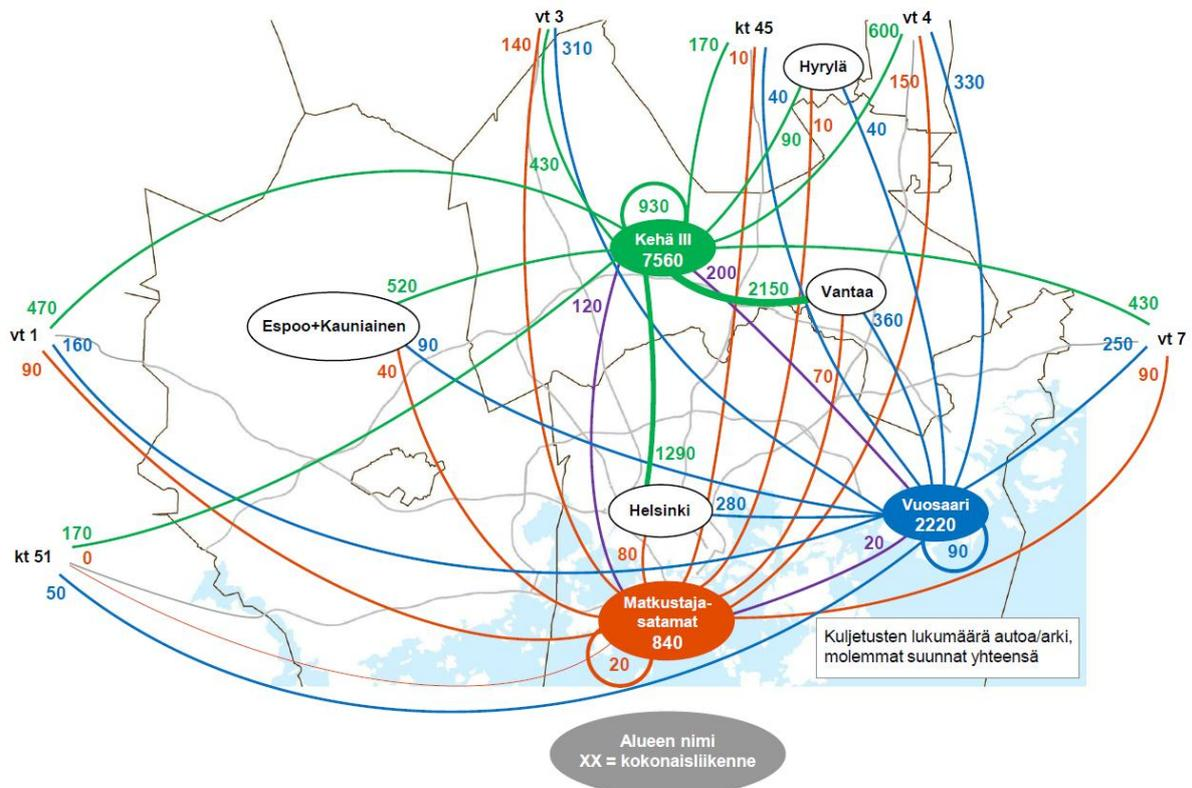 vt 3
140
310
kt 45
170
10
vt 4
600
150
330
Hyrylä
40
90
10
40
430
930
Kehä III
7560
200
2150
Vantaa
360
120
520
Espoo+Kauniainen
90
40
470
vt 1
160
90
430
250
vt 7
90
70
1290
Helsinki
280
80
Vuosaari
2220
90
20
170
kt 51
0
50
Matkustaja-
satamat
840
20
Kuljetusten lukumäärä autoa/arki,
molemmat suunnat yhteensä
Alueen nimi
XX = kokonaisliikenne